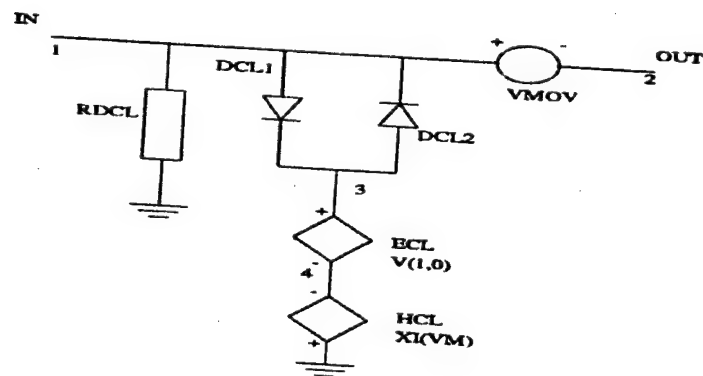 IN
1
+ -
OUT
2
VMOV
DCL1
RDCL
DCL2
3
+
ECL
V(1,0)
-
4
-
HCL
XI(VM)
+